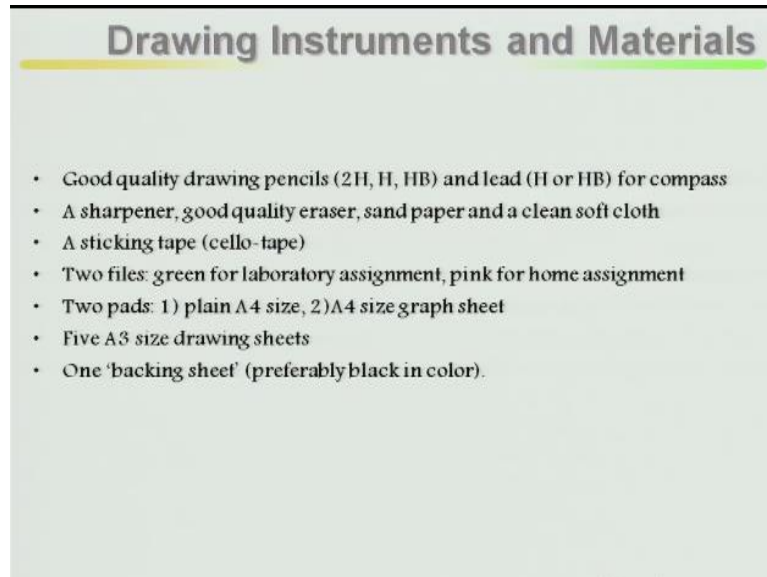 Drawing Instruments and Materials
• Good quality drawing pencils (2H, H, HB) and lead (H or HB) for compass
• A sharpener, good quality eraser, sand paper and a clean soft cloth
• A sticking tape (cello-tape)
• Two files: green for laboratory assignment, pink for home assignment
• Two pads: 1) plain A4 size, 2)A4 size graph sheet
• Five A3 size drawing sheets
• One ‘backing sheet’ (preferably black in color).